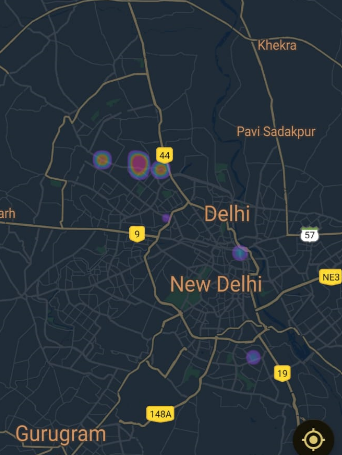 Khekra
Pavi Sadakpur
44
arh
Delhi
9
57
New Delhi
NE3
19
148A
Gurugram